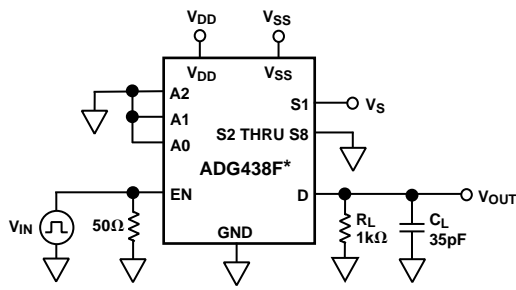 VDD VSS
VDD VSS
A2
A1
A0
S1 VS
S2 THRU S8
ADG438F*
EN D VOUT
VIN 50Ω
GND
RL
1kΩ
CL
35pF